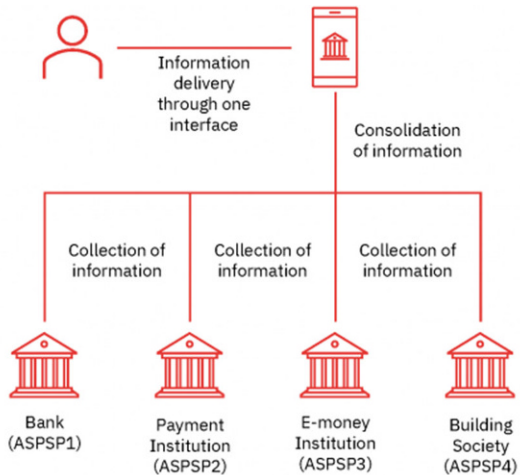 Information
delivery
through one
interface
Consolidation
of information
Collection of
information
Collection of
information
Collection of
information
Bank
(ASPSP1)
Payment
Institution
(ASPSP2)
E-money
Institution
(ASPSP3)
Building
Society
(ASPSP4)